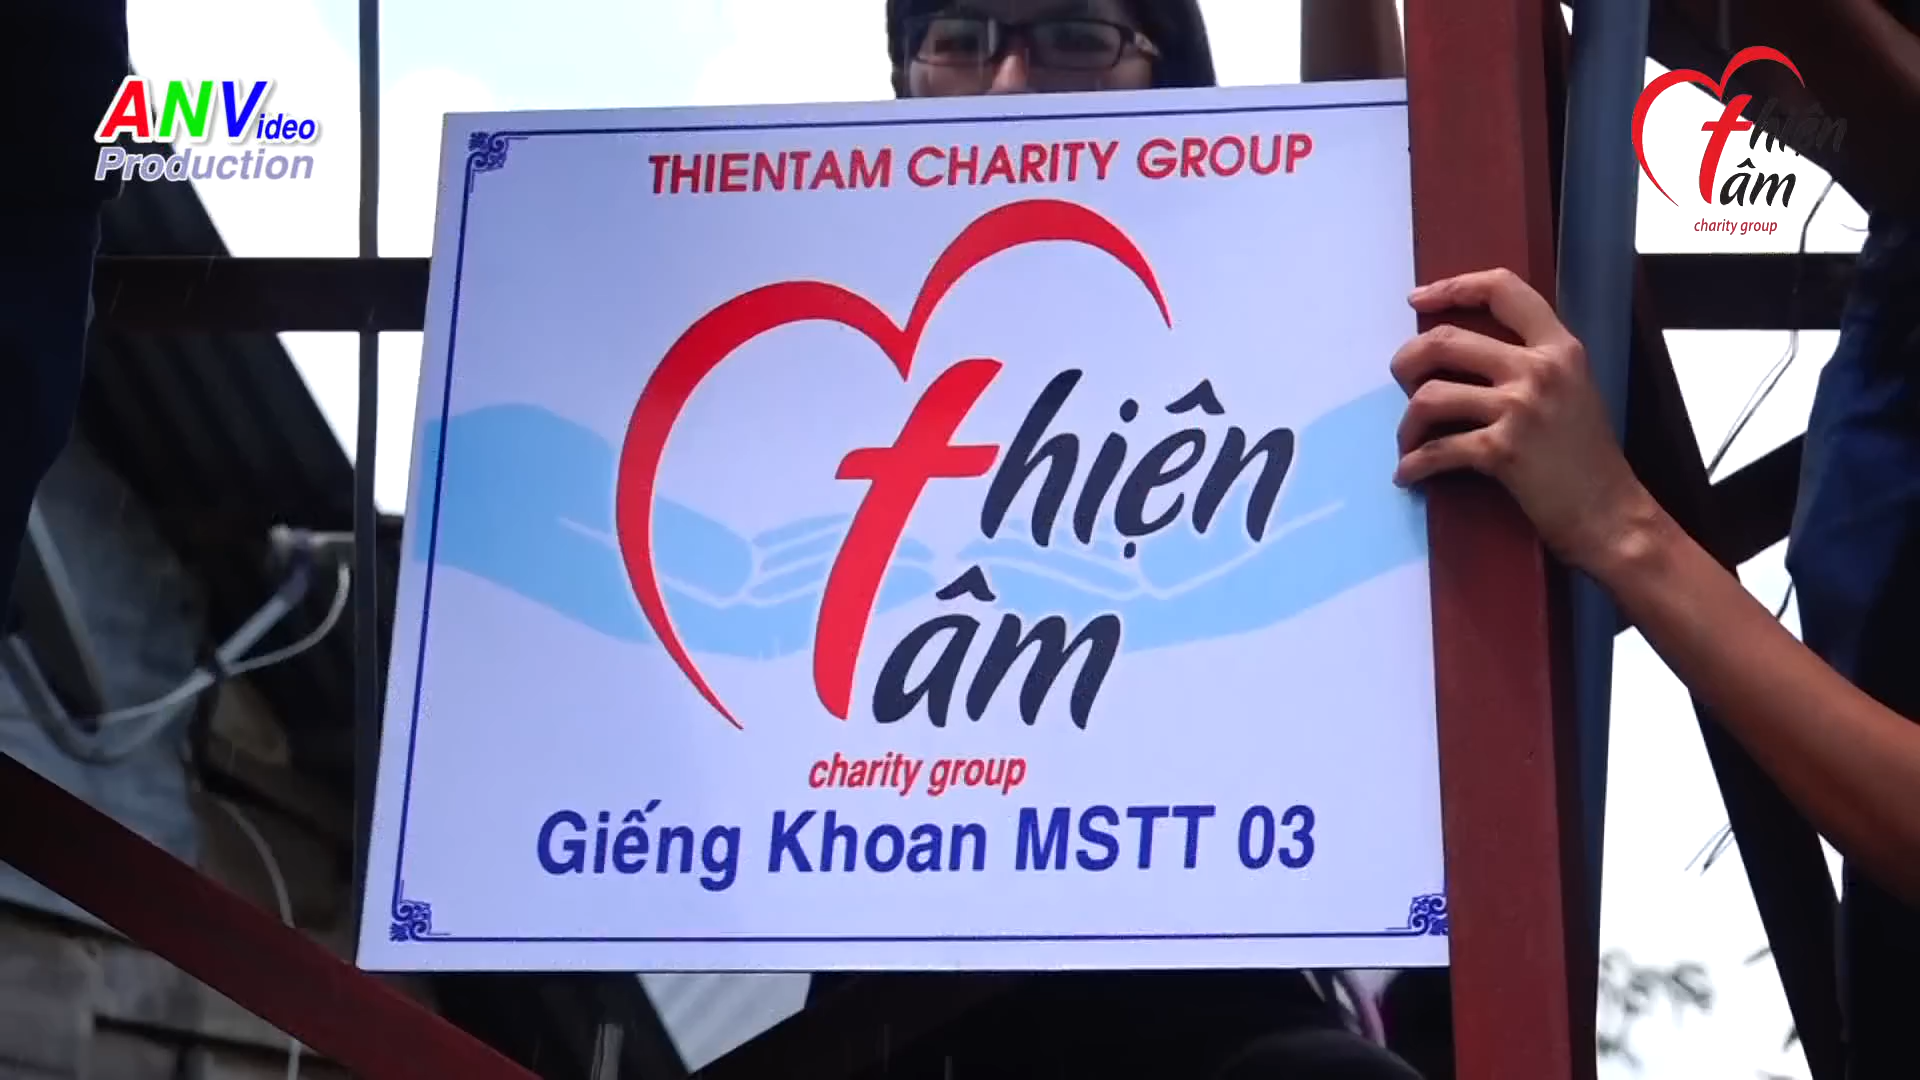 ANVideo
Production
THIENTAM CHARITY GROUP
thiện
tâm
charity group
Giếng Khoan MSTT 03
thiện
tâm
charity group